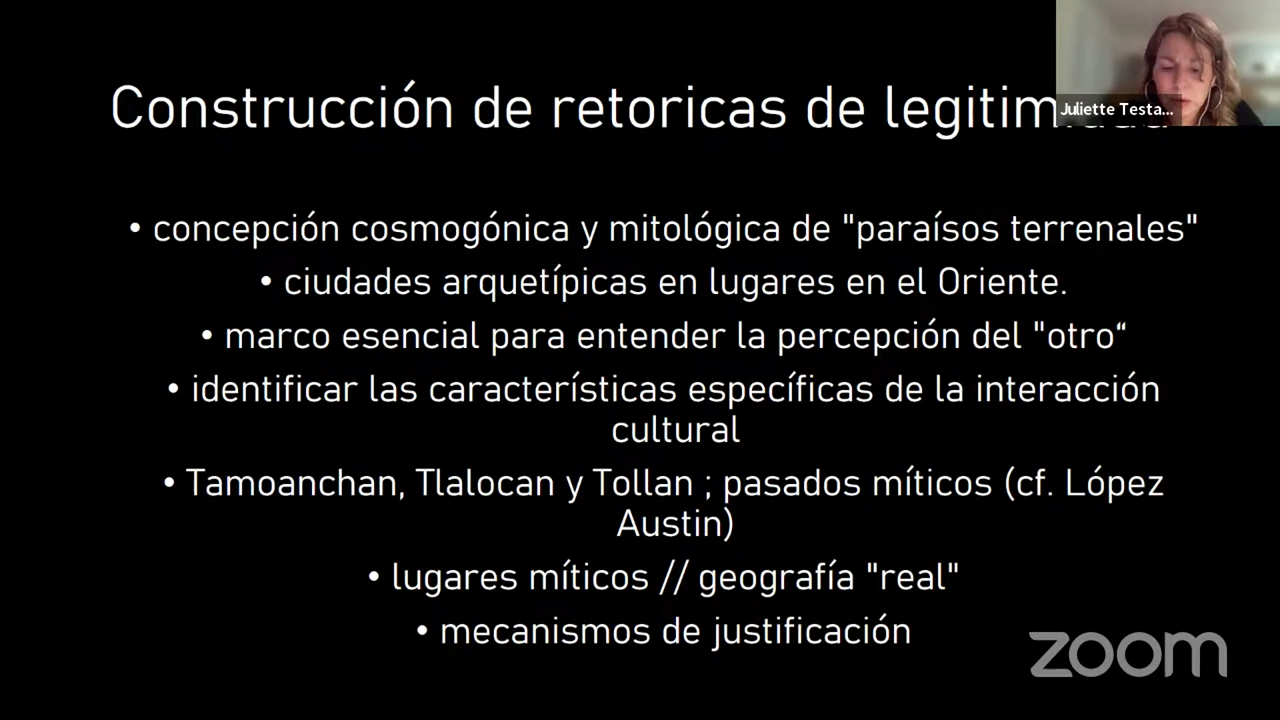 Construcción de retoricas de
Juliette Testa...
• concepción cosmogónica y mitológica de "paraísos terrenales"
• ciudades arquetípicas en lugares en el Oriente.
• marco esencial para entender la percepción del "otro“
• identificar las características específicas de la interacción
cultural
• Tamoanchan, Tlalocan y Tollan ; pasados míticos (cf. López
Austin)
• lugares míticos // geografía "real"
• mecanismos de justificación
zoom